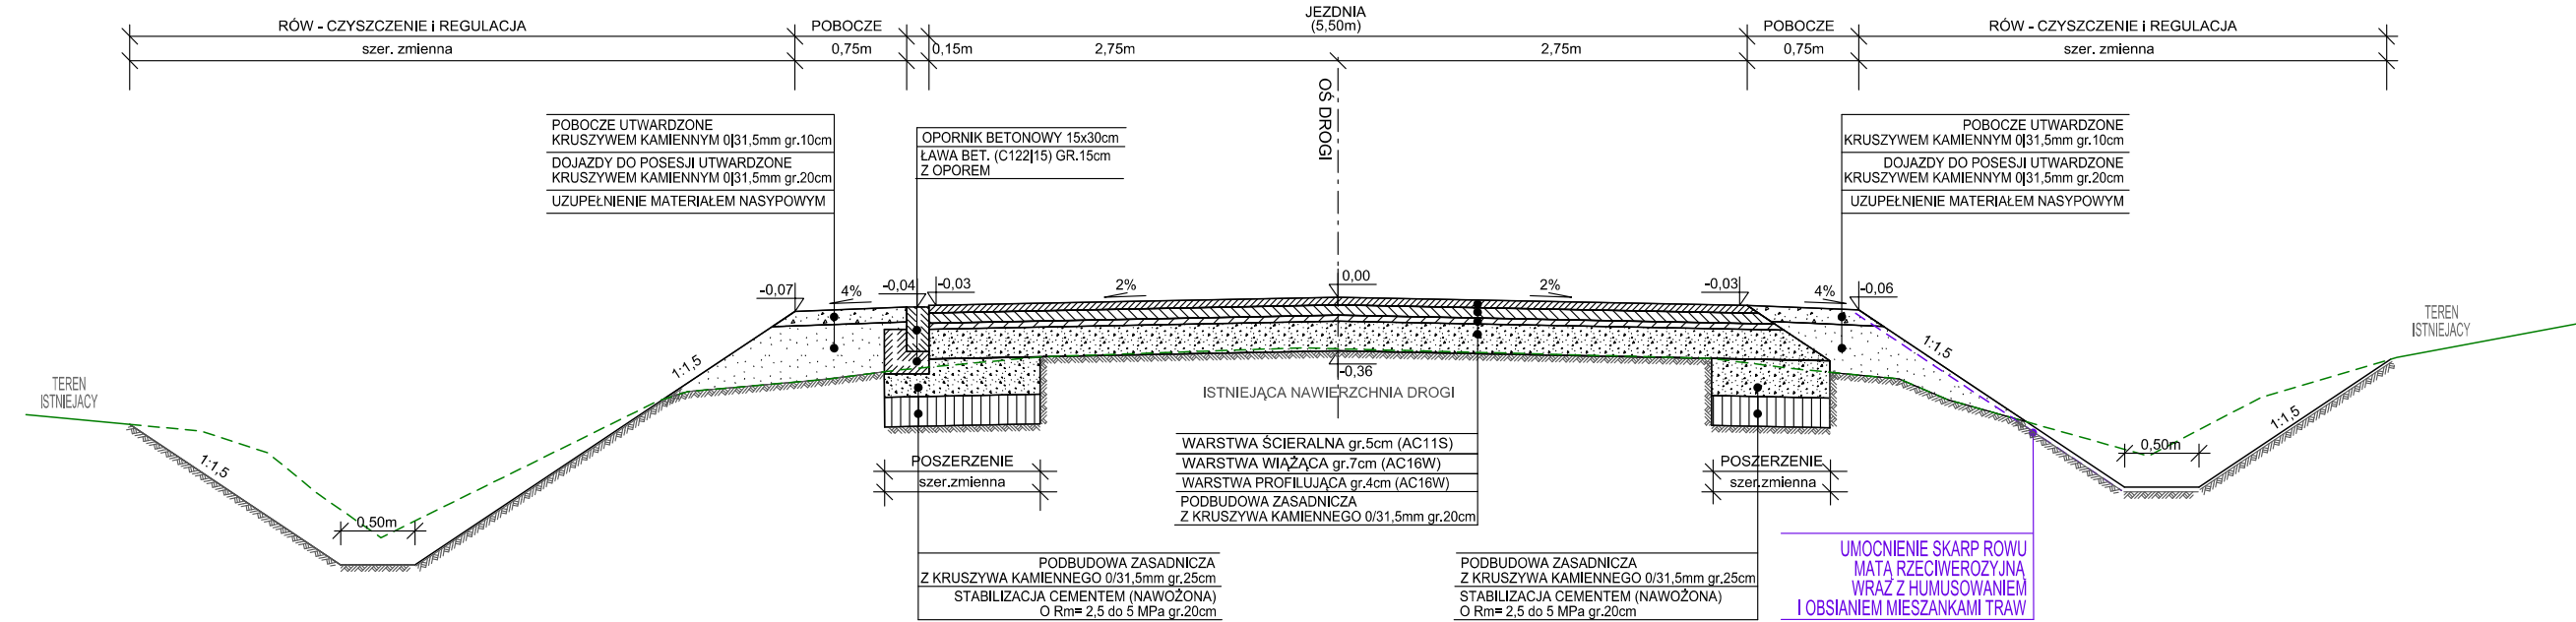 RÓW - CZYSZCZENIE i REGULACJA
szer. zmienna
POBOCZE
0,75m
0,15m
JEZDNIA
(5,50m)
2,75m
2,75m
POBOCZE
0,75m
RÓW - CZYSZCZENIE i REGULACJA
szer. zmienna
OŚ DROGI
POBOCZE UTWARDZONE
KRUSZYWEM KAMIENNYM 0|31,5mm gr.10cm
DOJAZDY DO POSESJI UTWARDZONE
KRUSZYWEM KAMIENNYM 0|31,5mm gr.20cm
UZUPEŁNIENIE MATERIAŁEM NASYPOWYM
OPORNIK BETONOWY 15x30cm
ŁAWA BET. (C122|15) GR.15cm
Z OPOREM
POBOCZE UTWARDZONE
KRUSZYWEM KAMIENNYM 0|31,5mm gr.10cm
DOJAZDY DO POSESJI UTWARDZONE
KRUSZYWEM KAMIENNYM 0|31,5mm gr.20cm
UZUPEŁNIENIE MATERIAŁEM NASYPOWYM
-0,07
4%
-0,04
-0,03
2%
0,00
2%
-0,03
4%
-0,06
TEREN
ISTNIEJACY
1:1,5
1:1,5
0,50m
-0,36
ISTNIEJĄCA NAWIERZCHNIA DROGI
1:1,5
0,50m
1:1,5
TEREN
ISTNIEJACY
POSZERZENIE
szer.zmienna
WARSTWA ŚCIERALNA gr.5cm (AC11S)
WARSTWA WIĄŻĄCA gr.7cm (AC16W)
WARSTWA PROFILUJĄCA gr.4cm (AC16W)
PODBUDOWA ZASADNICZA
Z KRUSZYWA KAMIENNEGO 0/31,5mm gr.20cm
POSZERZENIE
szer.zmienna
PODBUDOWA ZASADNICZA
Z KRUSZYWA KAMIENNEGO 0/31,5mm gr.25cm
STABILIZACJA CEMENTEM (NAWOŻONA)
O Rm= 2,5 do 5 MPa gr.20cm
PODBUDOWA ZASADNICZA
Z KRUSZYWA KAMIENNEGO 0/31,5mm gr.25cm
STABILIZACJA CEMENTEM (NAWOŻONA)
O Rm= 2,5 do 5 MPa gr.20cm
UMOCNIENIE SKARP ROWU
MATĄ RZECIWEROZYJNĄ
WRAZ Z HUMUSOWANIEM
I OBSIANIEM MIESZANKAMI TRAW